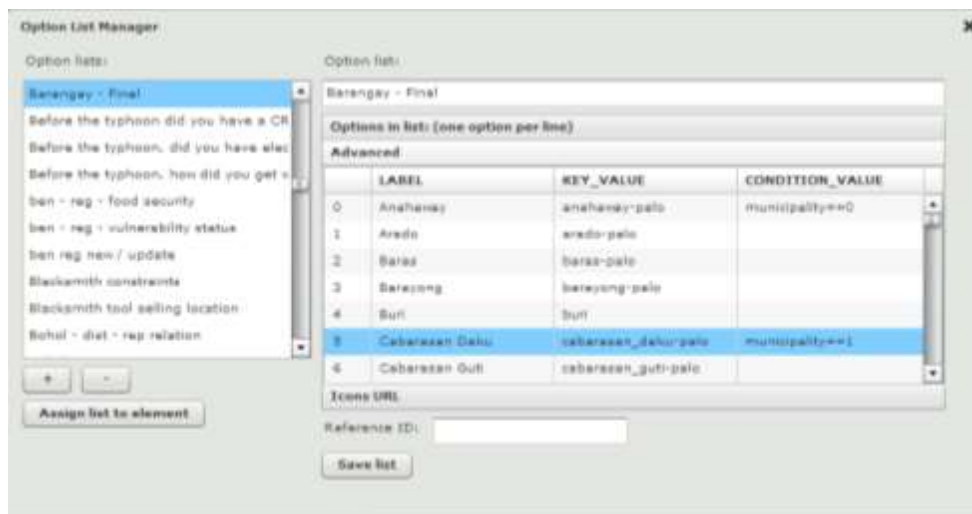 Option List Manager
x
Option lists:
Barangay - Final
Before the typhoon did you have a CR
Before the typhoon, did you have elec
Before the typhoon, how did you get
ben - reg - food security
ben - reg - vulnerability status
ben reg new / update
Blacksmith constraints
Blacksmith tool selling location
Bohol - dist - rep relation
+ -
Assign list to element
Option list:
Barangay - Final
Options in list: (one option per line)
Advanced
LABEL KEY_VALUE CONDITION_VALUE
0 Anahaway anahaway-palo municipality==0
1 Arado arado-palo
2 Baras baras-palo
3 Barayong barayong-palo
4 Buri buri
5 Cabarasan Daku cabarasan_daku-palo municipality==1
6 Cabarasan Guti cabarasan_guti-palo
Icons URL
Reference ID:
Save list